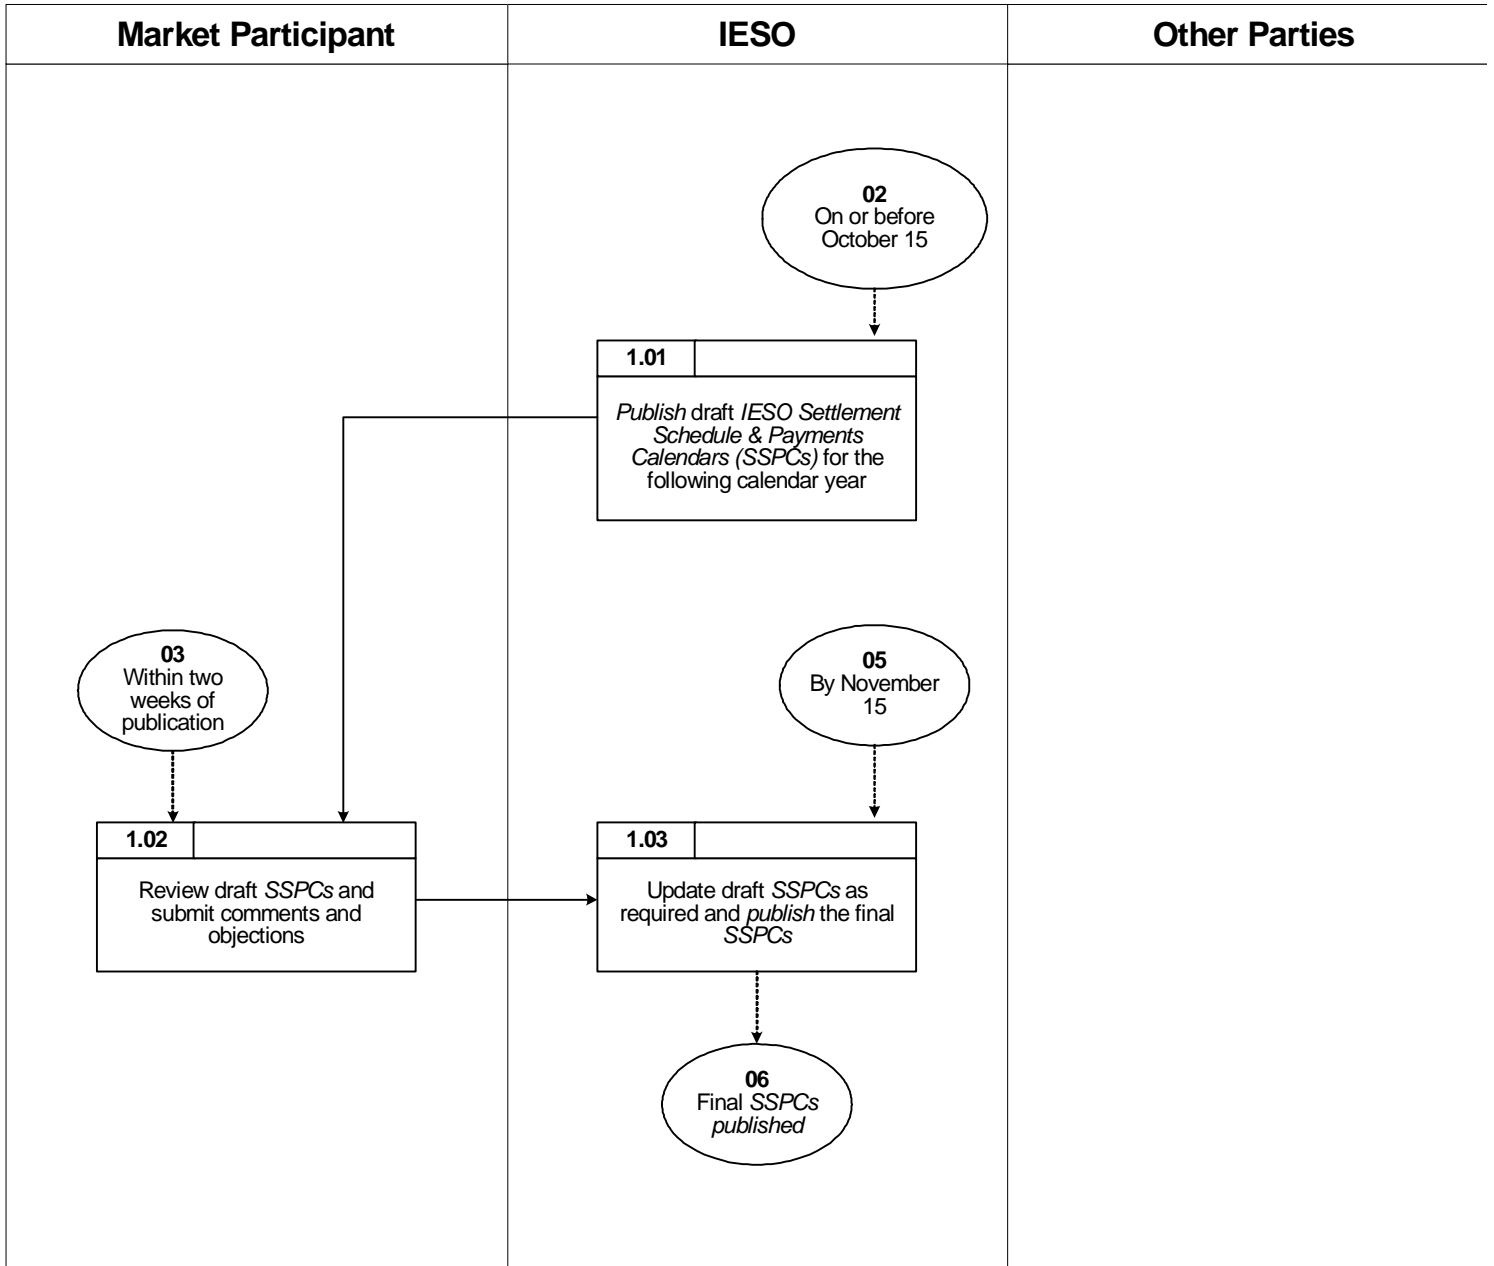 Market Participant
IESO
Other Parties
02
On or before
October 15
1.01
Publish draft IESO Settlement
Schedule & Payments
Calendars (SSPCs) for the
following calendar year
03
Within two
weeks of
publication
05
By November
15
1.02
Review draft SSPCs and
submit comments and
objections
1.03
Update draft SSPCs as
required and publish the final
SSPCs
06
Final SSPCs
published